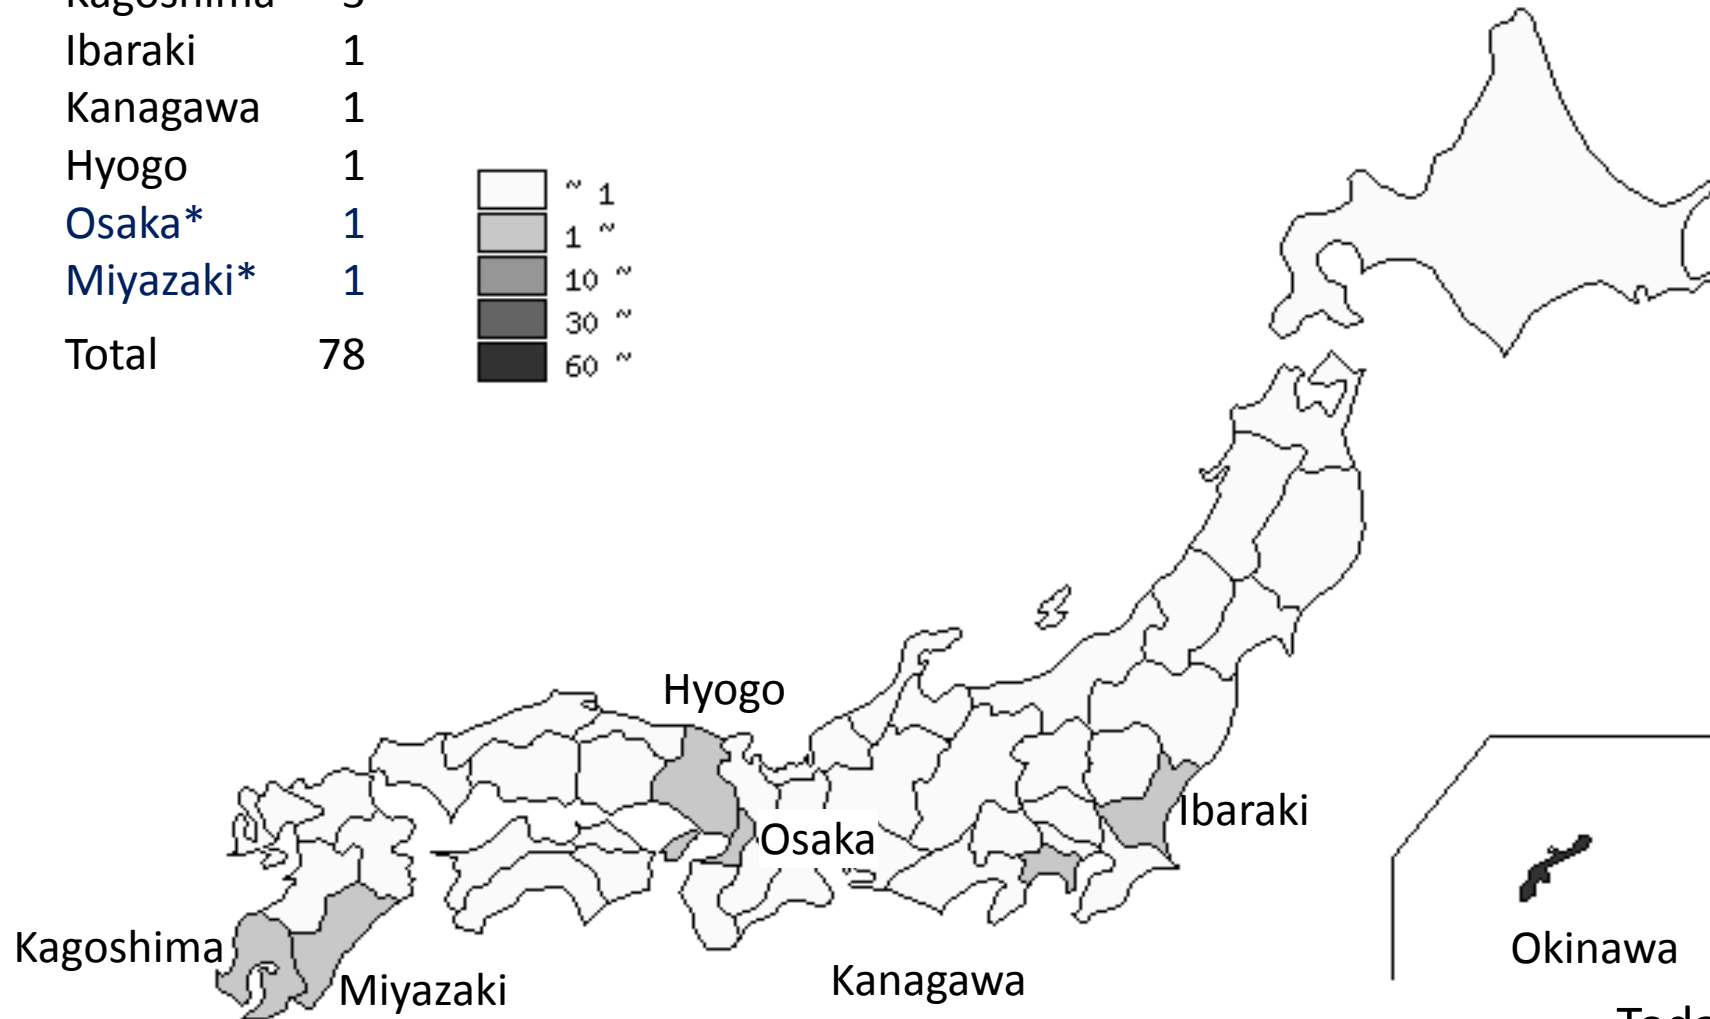 Kagoshima
Ibaraki 1
Kanagawa 1
Hyogo 1
Osaka* 1
Miyazaki* 1
Total 78
~ 1
1 ~
10 ~
30 ~
60 ~
Hyogo
Ibaraki
Osaka
Kagoshima
Miyazaki
Kanagawa
Okinawa